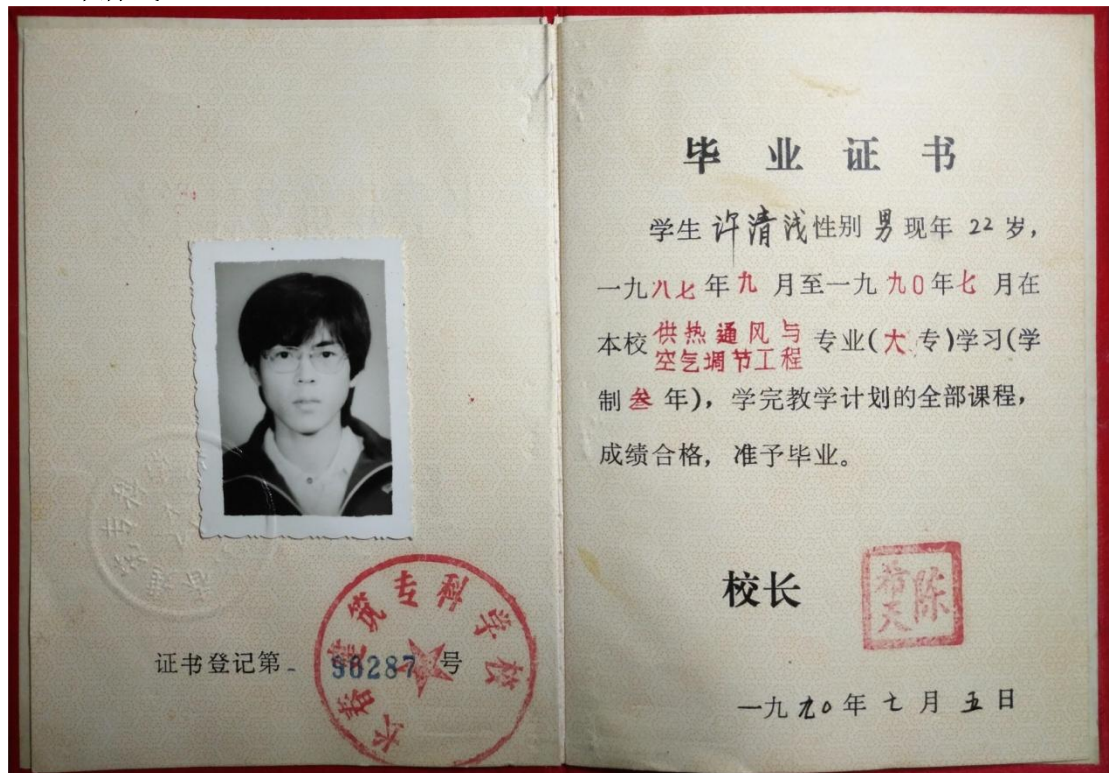 证书登记第 96287 号
建筑专科学校
毕业证书
学生 许清浅 性别 男 现年 22 岁,
一九八七年九月至一九九0年七月在
本校 供热通风与
空气调节工程 专业(大专)学习(学
制叁年),学完教学计划的全部课程,
成绩合格,准予毕业。
校长
陈希天
一九九0年七月五日